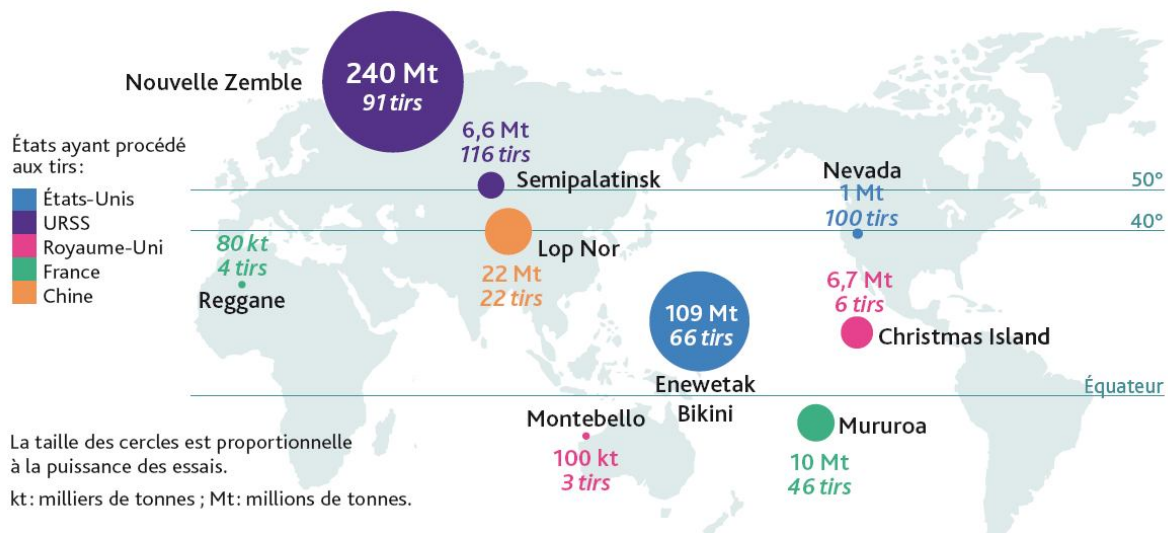 240 Mt
91 tirs
Nouvelle Zemble
États ayant procédé
aux tirs :
États-Unis
URSS
Royaume-Uni
France
Chine
6,6 Mt
116 tirs
Semipalatinsk
Nevada
1 Mt
100 tirs
50°
40°
80 kt
4 tirs
Reggane
Lop Nor
22 Mt
22 tirs
109 Mt
66 tirs
Enewetak
Bikini
6,7 Mt
6 tirs
Christmas Island
Équateur
Montebello
100 kt
3 tirs
Mururoa
10 Mt
46 tirs
La taille des cercles est proportionnelle
à la puissance des essais.
kt : milliers de tonnes ; Mt : millions de tonnes.